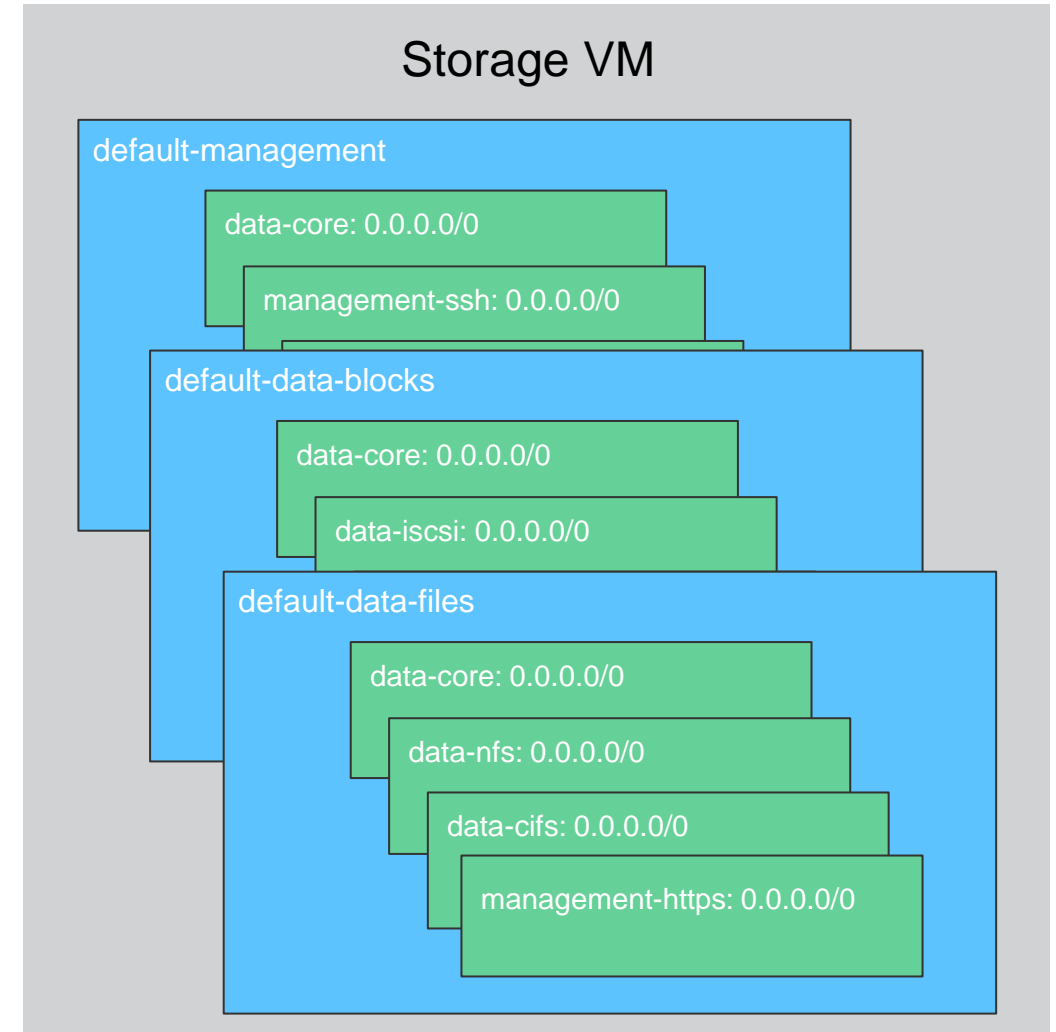 Storage VM
default-management
data-core: 0.0.0.0/0
management-ssh: 0.0.0.0/0
default-data-blocks
data-core: 0.0.0.0/0
data-iscsi: 0.0.0.0/0
default-data-files
data-core: 0.0.0.0/0
data-nfs: 0.0.0.0/0
data-cifs: 0.0.0.0/0
management-https: 0.0.0.0/0